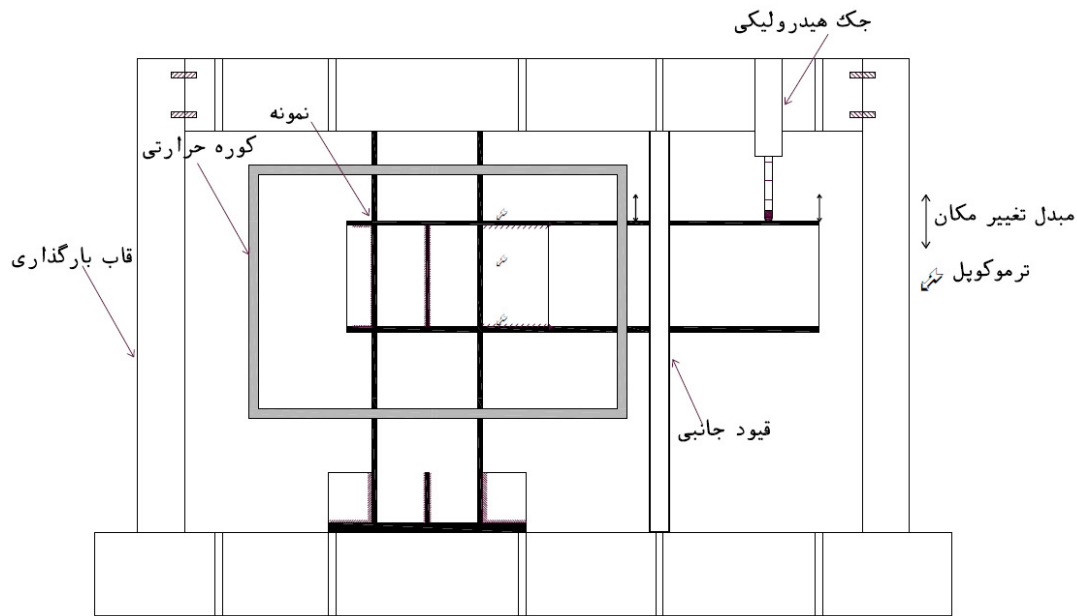 جک هیدرولیکی
نمونه
کوره حرارتی
مبدل تغییر مکان
قاب بارگذاری
ترموکوپل
قیود جانبی